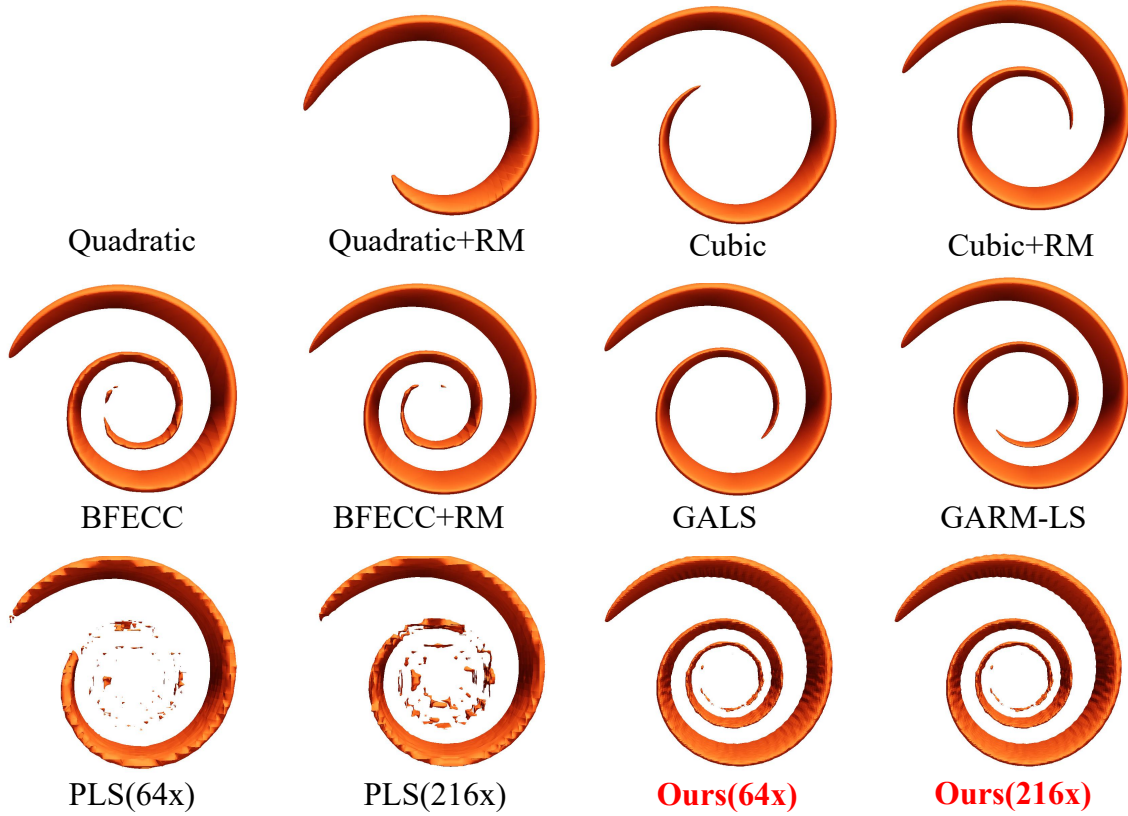 Quadratic
Quadratic+RM
Cubic
Cubic+RM
BFECC
BFECC+RM
GALS
GARM-LS
PLS(64x)
PLS(216x)
Ours(64x)
Ours(216x)